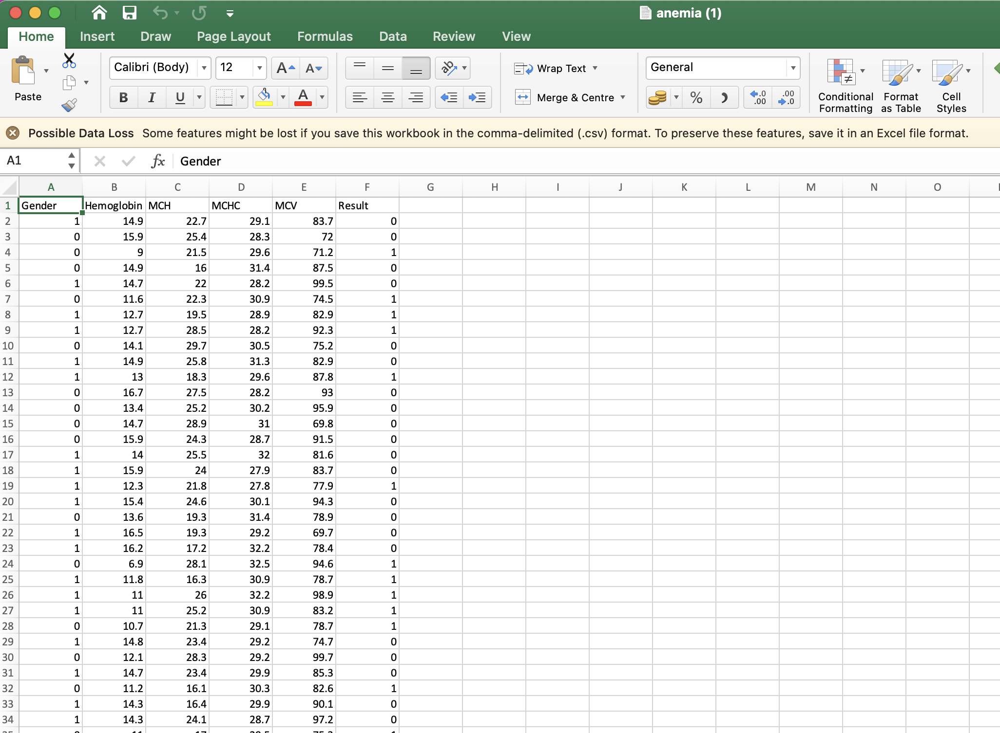 anemia (1)
Home Insert Draw Page Layout Formulas Data Review View
Paste
Calibri (Body) 12
A A
ab
Wrap Text
General
B I U A
Merge & Centre
% .0 .00 .00 .0
Conditional Formatting
Format as Table
Cell Styles
Possible Data Loss Some features might be lost if you save this workbook in the comma-delimited (.csv) format. To preserve these features, save it in an Excel file format.
A1 fx Gender
A B C D E F G H I J K L M N O
1 Gender Hemoglobin MCH MCHC MCV Result
2 1 14.9 22.7 29.1 83.7 0
3 0 15.9 25.4 28.3 72 0
4 0 9 21.5 29.6 71.2 1
5 0 14.9 16 31.4 87.5 0
6 1 14.7 22 28.2 99.5 0
7 0 11.6 22.3 30.9 74.5 1
8 1 12.7 19.5 28.9 82.9 1
9 1 12.7 28.5 28.2 92.3 1
10 0 14.1 29.7 30.5 75.2 0
11 1 14.9 25.8 31.3 82.9 0
12 1 13 18.3 29.6 87.8 1
13 0 16.7 27.5 28.2 93 0
14 0 13.4 25.2 30.2 95.9 0
15 0 14.7 28.9 31 69.8 0
16 0 15.9 24.3 28.7 91.5 0
17 1 14 25.5 32 81.6 0
18 1 15.9 24 27.9 83.7 0
19 1 12.3 21.8 27.8 77.9 1
20 1 15.4 24.6 30.1 94.3 0
21 0 13.6 19.3 31.4 78.9 0
22 1 16.5 19.3 29.2 69.7 0
23 1 16.2 17.2 32.2 78.4 0
24 0 6.9 28.1 32.5 94.6 1
25 1 11.8 16.3 30.9 78.7 1
26 1 11 26 32.2 98.9 1
27 1 11 25.2 30.9 83.2 1
28 0 10.7 21.3 29.1 78.7 1
29 1 14.8 23.4 29.2 74.7 0
30 0 12.1 28.3 29.2 99.7 0
31 1 14.7 23.4 29.9 85.3 0
32 0 11.2 16.1 30.3 82.6 1
33 1 14.3 16.4 29.9 90.1 0
34 1 14.3 24.1 28.7 97.2 0